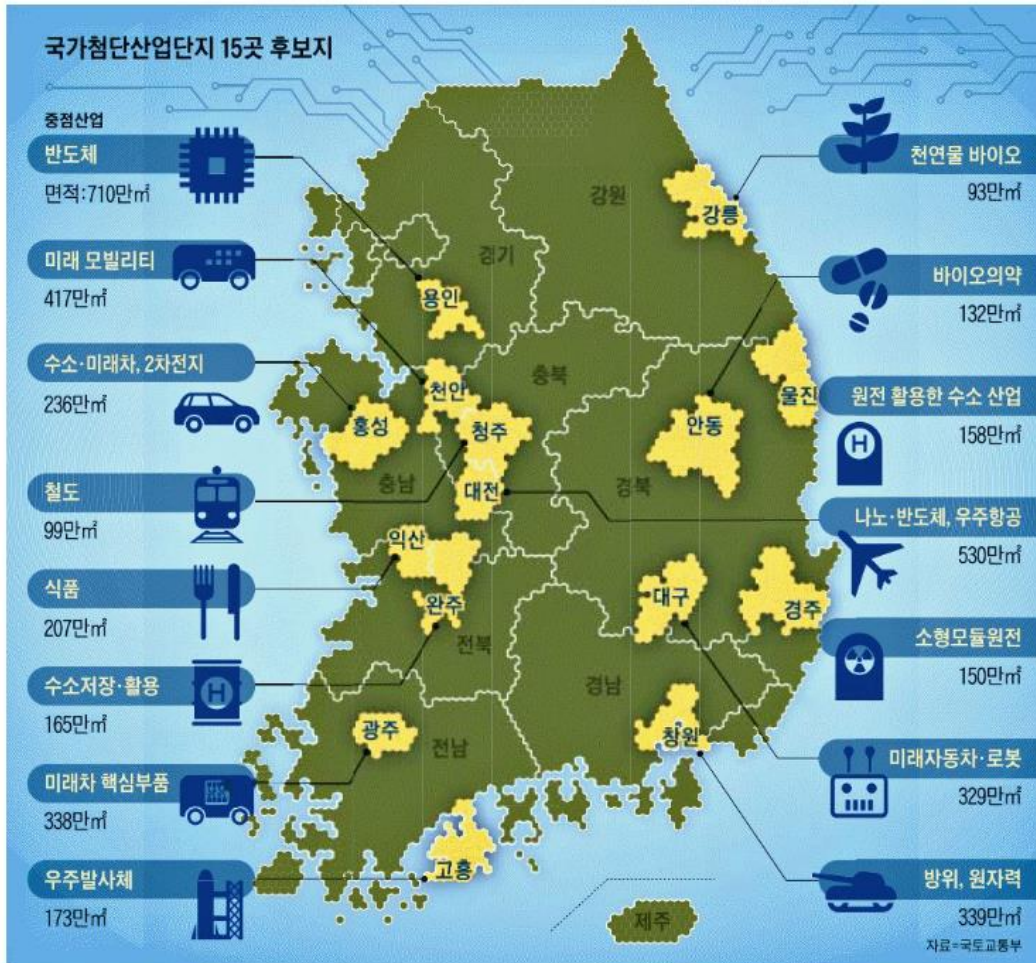 국가첨단산업단지 15곳 후보지
중점산업
반도체
면적:710만㎡
미래 모빌리티
417만㎡
수소·미래차, 2차전지
236만㎡
철도
99만㎡
식품
207만㎡
수소저장·활용
H
165만㎡
미래차 핵심부품
338만㎡
우주발사체
173만㎡
강원
경기
충북
충남
경북
전북
경남
전남
제주
강릉
용인
천안
홍성
청주
대전
안동
울진
익산
완주
대구
경주
광주
창원
고흥
천연물 바이오
93만㎡
바이오의약
132만㎡
원전 활용한 수소 산업
158만㎡
H
나노·반도체, 우주항공
530만㎡
소형모듈원전
150만㎡
미래자동차·로봇
329만㎡
방위, 원자력
339만㎡
자료=국토교통부